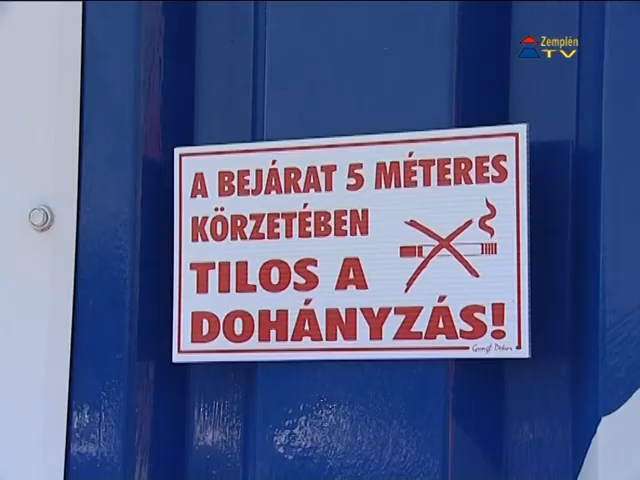 Zemplén
TV
A BEJÁRAT 5 MÉTERES
KÖRZETÉBEN
TILOS A
DOHÁNYZÁS!